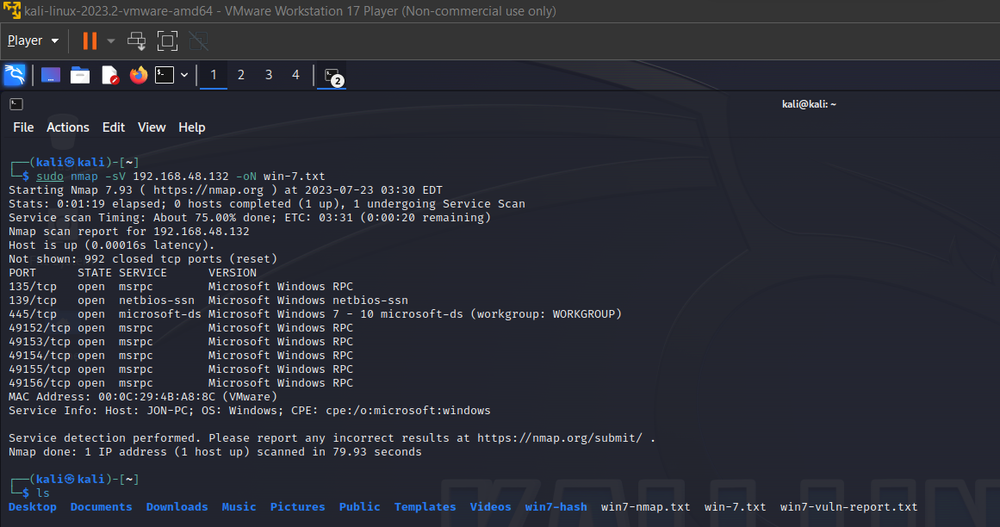 kali-linux-2023.2-vmware-amd64 - VMware Workstation 17 Player (Non-commercial use only)
Player
1 2 3 4 2
kali@kali: ~
File Actions Edit View Help
┌──(kali㉿kali)-[~]
└─$ sudo nmap -sV 192.168.48.132 -oN win-7.txt
Starting Nmap 7.93 ( https://nmap.org ) at 2023-07-23 03:30 EDT
Stats: 0:01:19 elapsed; 0 hosts completed (1 up), 1 undergoing Service Scan
Service scan Timing: About 75.00% done; ETC: 03:31 (0:00:20 remaining)
Nmap scan report for 192.168.48.132
Host is up (0.00016s latency).
Not shown: 992 closed tcp ports (reset)
PORT      STATE SERVICE      VERSION
135/tcp   open  msrpc        Microsoft Windows RPC
139/tcp   open  netbios-ssn  Microsoft Windows netbios-ssn
445/tcp   open  microsoft-ds Microsoft Windows 7 - 10 microsoft-ds (workgroup: WORKGROUP)
49152/tcp open  msrpc        Microsoft Windows RPC
49153/tcp open  msrpc        Microsoft Windows RPC
49154/tcp open  msrpc        Microsoft Windows RPC
49155/tcp open  msrpc        Microsoft Windows RPC
49156/tcp open  msrpc        Microsoft Windows RPC
MAC Address: 00:0C:29:4B:A8:8C (VMware)
Service Info: Host: JON-PC; OS: Windows; CPE: cpe:/o:microsoft:windows
Service detection performed. Please report any incorrect results at https://nmap.org/submit/ .
Nmap done: 1 IP address (1 host up) scanned in 79.93 seconds
┌──(kali㉿kali)-[~]
└─$ ls
Desktop  Documents  Downloads  Music  Pictures  Public  Templates  Videos  win7-hash  win7-nmap.txt  win-7.txt  win7-vuln-report.txt